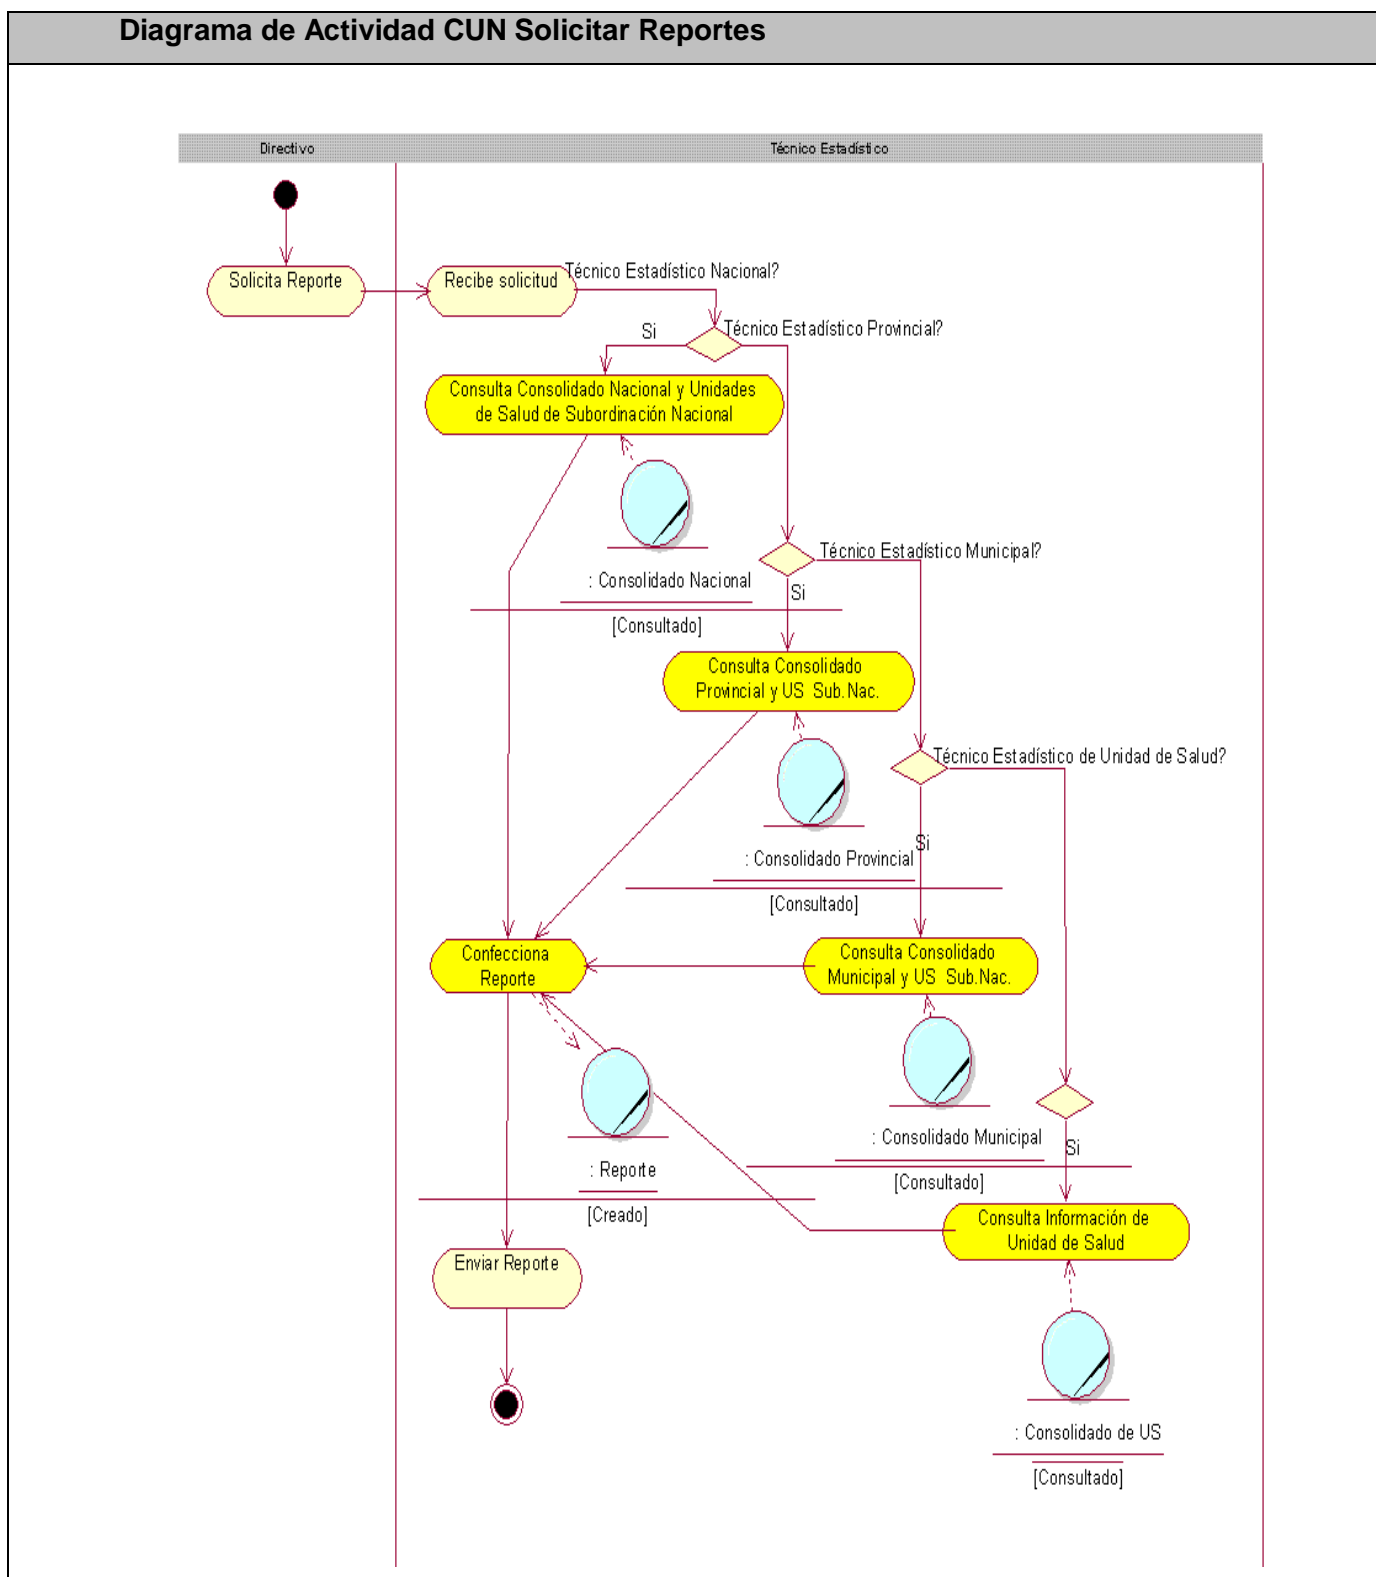 Diagrama de Actividad CUN Solicitar Reportes
Directivo
Técnico Estadístico
Solicita Reporte
Recibe solicitud
Técnico Estadístico Nacional?
Si
Técnico Estadístico Provincial?
Consulta Consolidado Nacional y Unidades
de Salud de Subordinación Nacional
: Consolidado Nacional
[Consultado]
Técnico Estadístico Municipal?
Si
Consulta Consolidado
Provincial y US Sub.Nac.
: Consolidado Provincial
[Consultado]
Técnico Estadístico de Unidad de Salud?
Si
Confecciona
Reporte
Consulta Consolidado
Municipal y US Sub.Nac.
: Consolidado Municipal
[Consultado]
: Reporte
[Creado]
Si
Consulta Información de
Unidad de Salud
Enviar Reporte
: Consolidado de US
[Consultado]